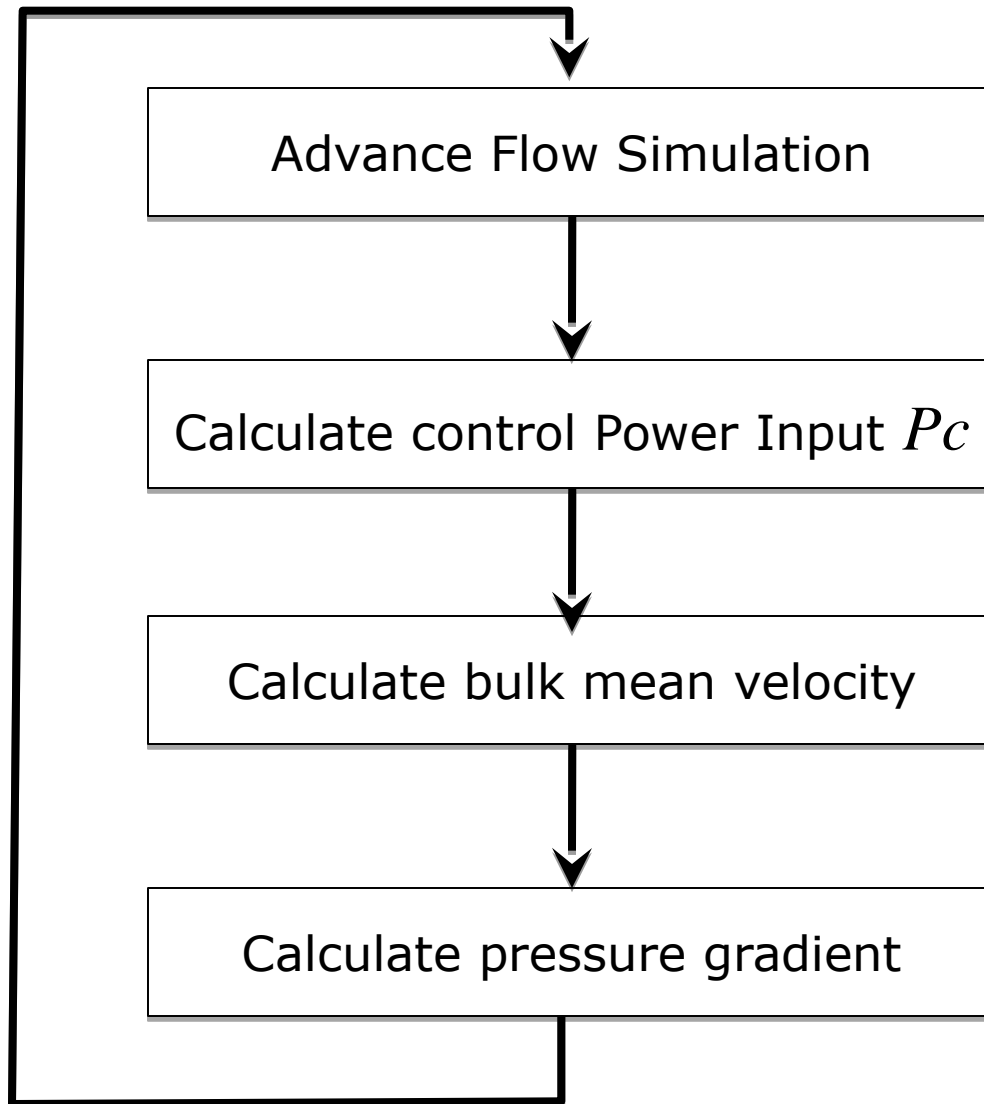 Advance Flow Simulation
Calculate control Power Input Pc
Calculate bulk mean velocity
Calculate pressure gradient